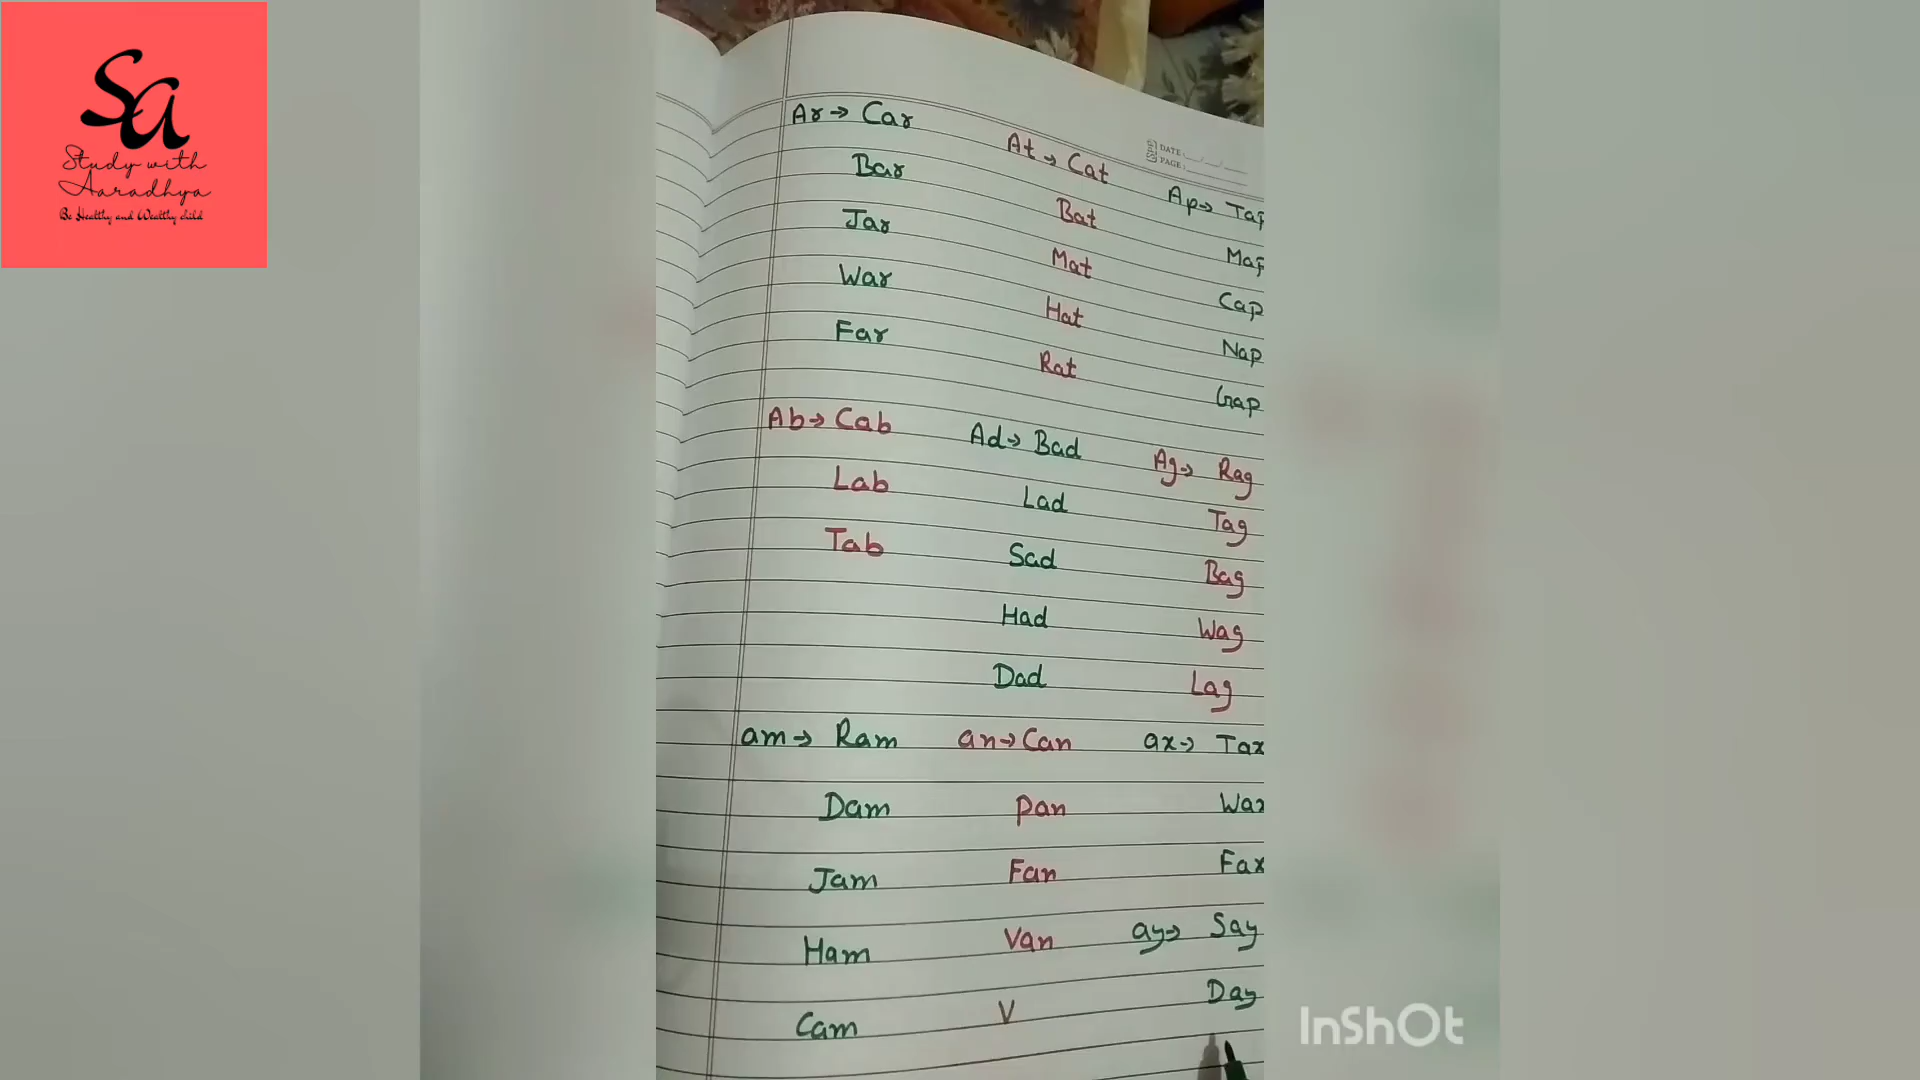 Sa
Study with
Aaradhya
Be Healthy and Wealthy child
DATE:
PAGE:
Ar→ Car
Bar
Jar
War
Far
At→ Cat
Bat
Mat
Hat
Rat
Ap→ Tap
Map
Cap
Nap
Gap
Ab→ Cab
Lab
Tab
Ad→ Bad
Lad
Sad
Had
Dad
Ag→ Rag
Tag
Bag
Wag
Lag
am→ Ram
Dam
Jam
Ham
Cam
an→ Can
pan
Fan
Van
V
ax→ Tax
Wax
Fax
ay→ Say
Day
InShOt